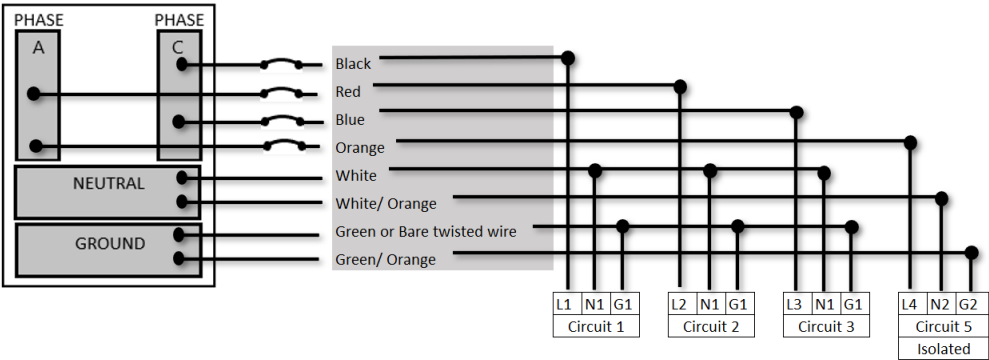 PHASE PHASE
A C
Black
Red
Blue
Orange
NEUTRAL
White
White/ Orange
GROUND
Green or Bare twisted wire
Green/ Orange
L1 N1 G1 L2 N1 G1 L3 N1 G1 L4 N2 G2
Circuit 1 Circuit 2 Circuit 3 Circuit 5
Isolated